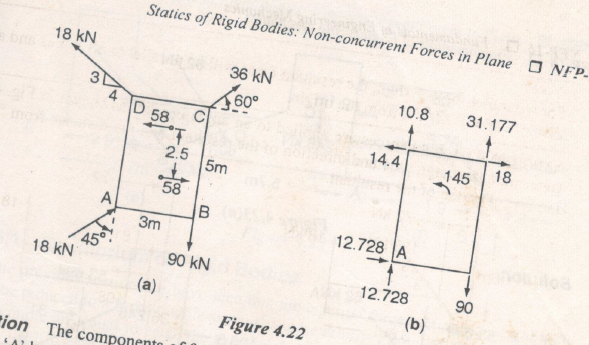 Statics of Rigid Bodies: Non-concurrent Forces in Plane □ NFP-
18 kN
3
4
36 kN
60°
D
C
58
2.5
58
5m
A
B
3m
45°
18 kN
90 kN
(a)
10.8
31.177
14.4
145
18
12.728
A
12.728
90
(b)
Figure 4.22
tion The components of